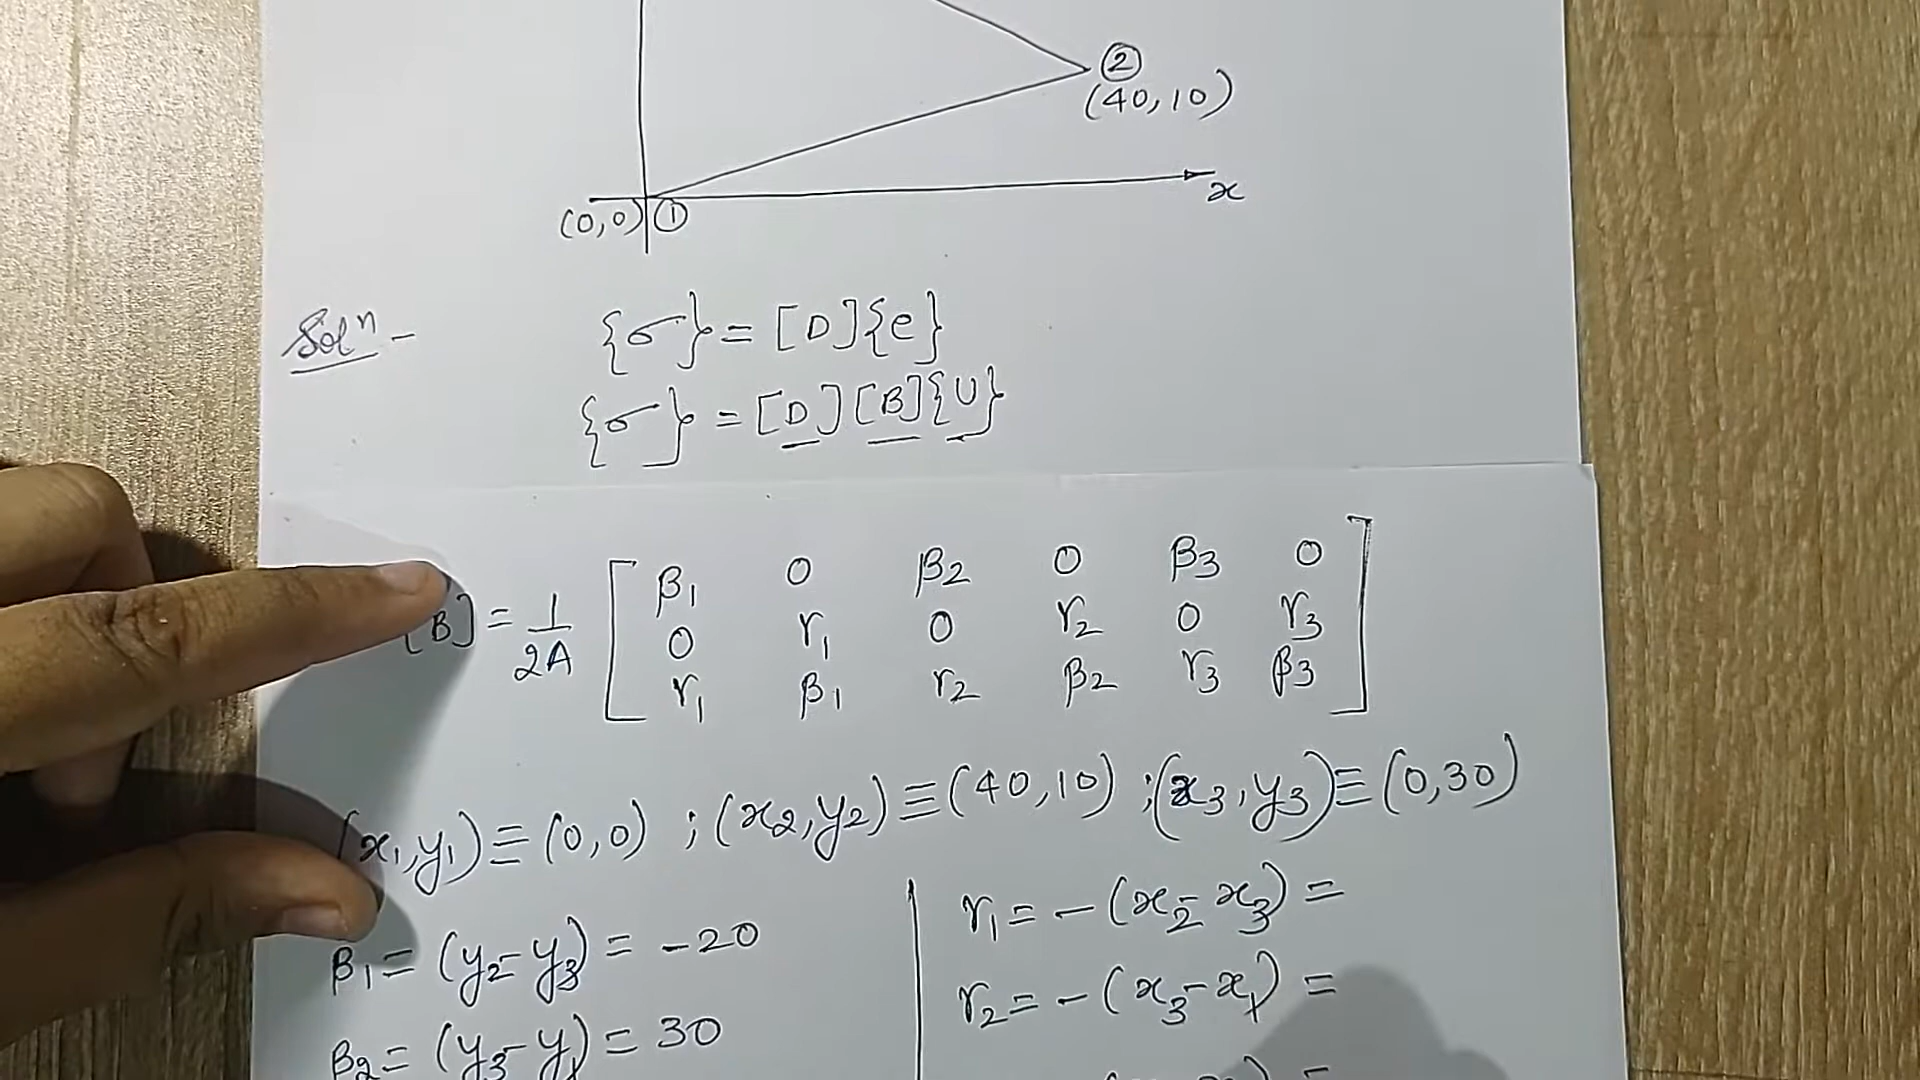 ②
(40,10)
x
(0,0) ①
Solⁿ - {σ} = [D]{e}
{σ} = [D][B]{U}
[B] = 1/2A [β1 0 β2 0 β3 0
0 r1 0 r2 0 r3
r1 β1 r2 β2 r3 β3]
(x1,y1) ≡ (0,0) ; (x2,y2) ≡ (40,10) ; (x3,y3) ≡ (0,30)
β1 = (y2-y3) = -20
β2 = (y3-y1) = 30
r1 = -(x2-x3) =
r2 = -(x3-x1) =